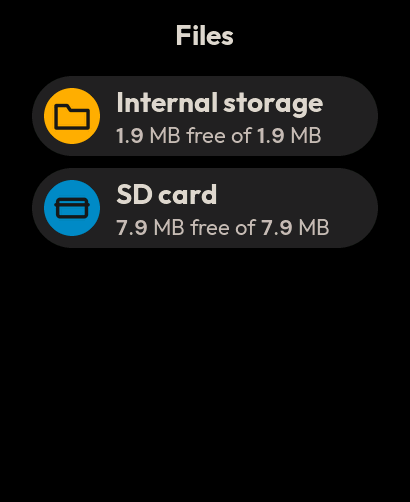 Files
Internal storage
1.9 MB free of 1.9 MB
SD card
7.9 MB free of 7.9 MB